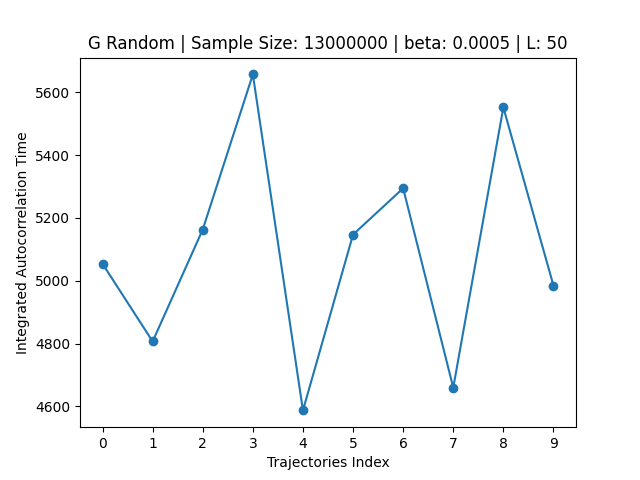 G Random | Sample Size: 13000000 | beta: 0.0005 | L: 50
Integrated Autocorrelation Time
5600
5400
5200
5000
4800
4600
0 1 2 3 4 5 6 7 8 9
Trajectories Index